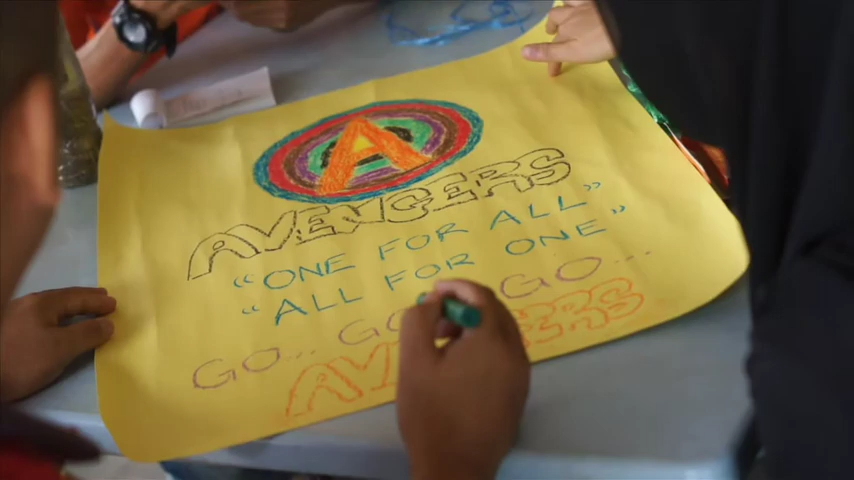 A
AVENGERS
"ONE FOR ALL"
"ALL FOR ONE"
GO... GO... GO...
AVENGERS